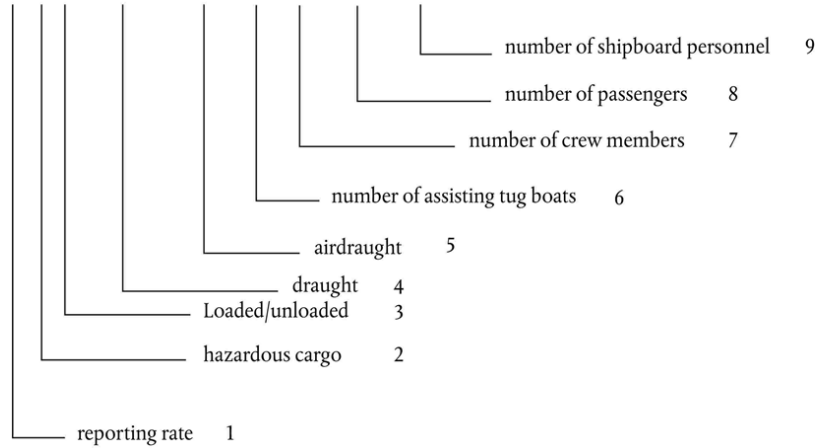 number of shipboard personnel 9
number of passengers 8
number of crew members 7
number of assisting tug boats 6
airdraught 5
draught 4
Loaded/unloaded 3
hazardous cargo 2
reporting rate 1